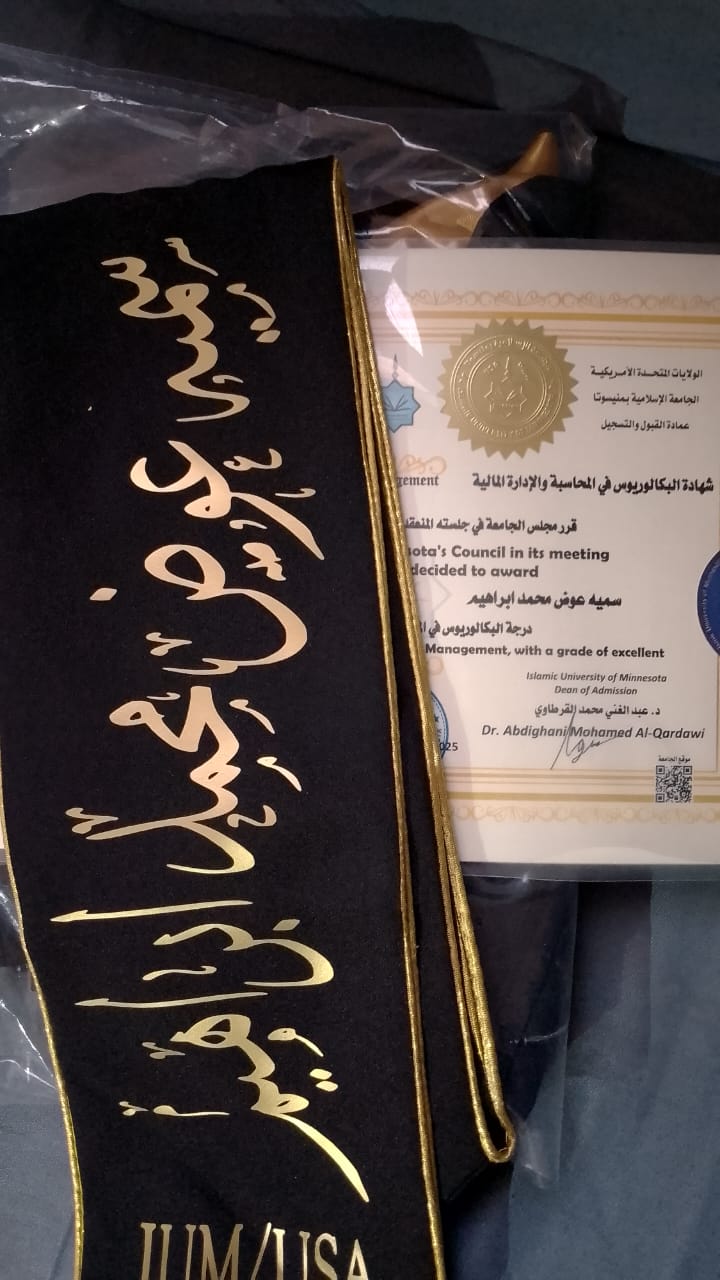 سمية عوض محمد ابراهيم
IUM/USA
الولايات المتحدة الأمريكية
الجامعة الإسلامية بمنيسوتا
عمادة القبول والتسجيل
gement
شهادة البكالوريوس في المحاسبة والإدارة المالية
قرر مجلس الجامعة في جلسته المنعقد
sota's Council in its meeting
decided to award
سميه عوض محمد ابراهيم
درجة البكالوريوس في ا
Management, with a grade of excellent
Islamic University of Minnesota
Dean of Admission
د. عبد الغني محمد القرطاوي
Dr. Abdighani Mohamed Al-Qardawi
025
موقع الجامعة